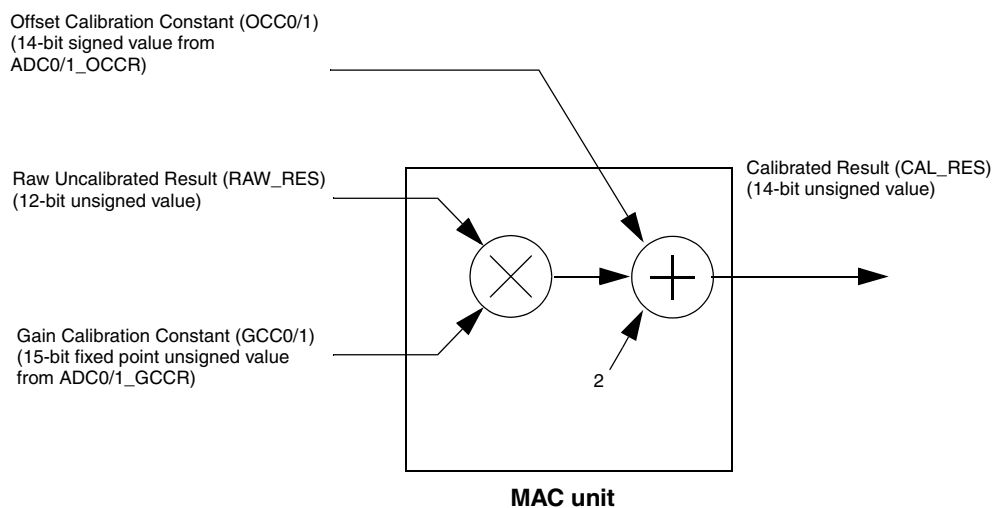 Offset Calibration Constant (OCC0/1)
(14-bit signed value from
ADC0/1_OCCR)
Raw Uncalibrated Result (RAW_RES)
(12-bit unsigned value)
Calibrated Result (CAL_RES)
(14-bit unsigned value)
Gain Calibration Constant (GCC0/1)
(15-bit fixed point unsigned value
from ADC0/1_GCCR)
2
MAC unit